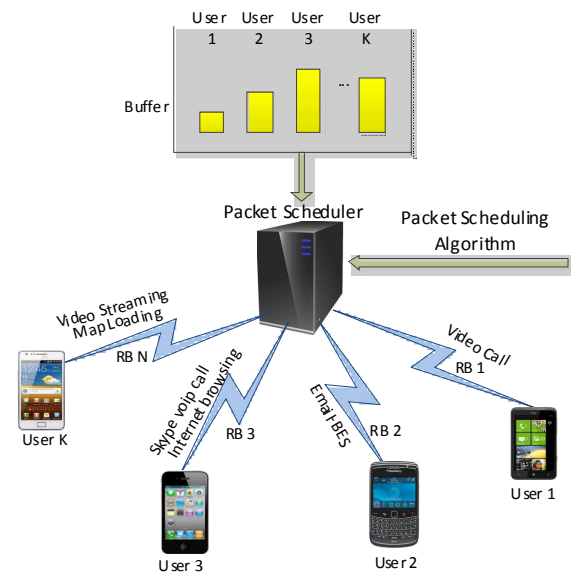 User User User User
1 2 3 K
Buffer
...
Packet Scheduler
Packet Scheduling
Algorithm
Video Streaming
Map Loading
RB N
Skype voip call
Internet browsing
RB 3
Email-BES
RB 2
Video Call
RB 1
User K
User 3
User 2
User 1